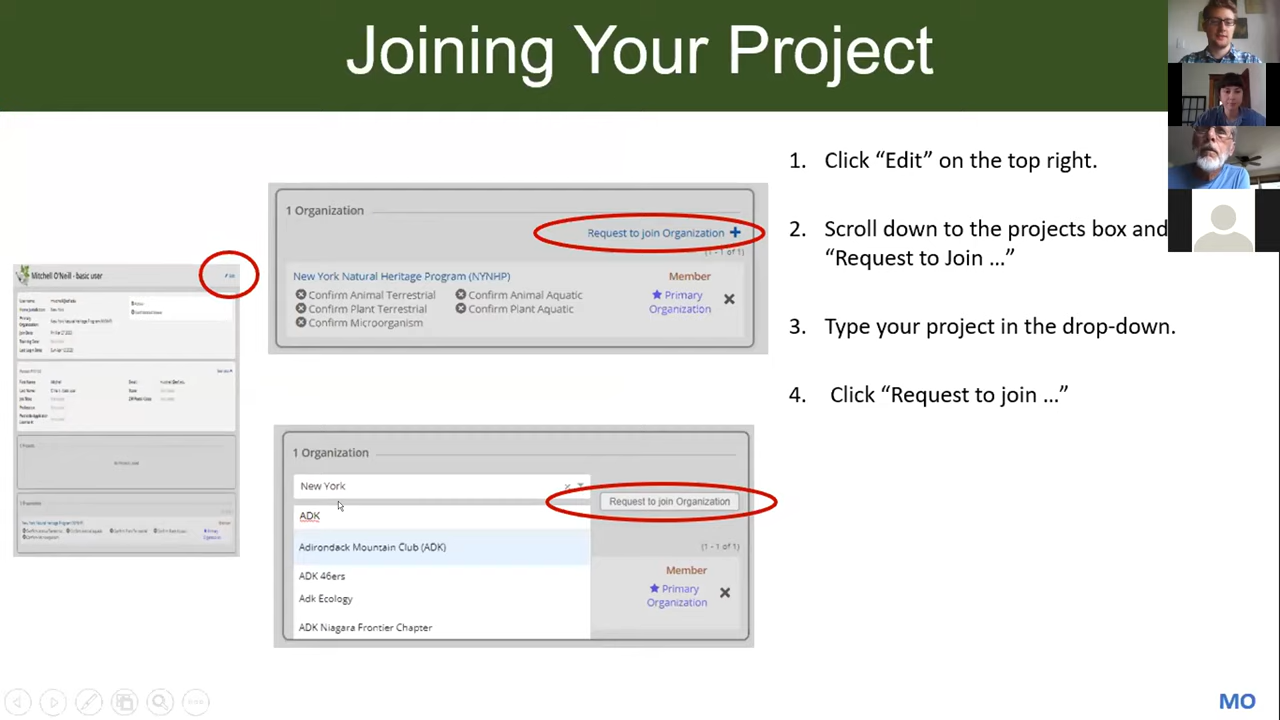 Joining Your Project
Mitchell O'Neill - basic user
Edit
1 Organization
Request to join Organization +
(1 - 1 of 1)
New York Natural Heritage Program (NYNHP)
Member
Confirm Animal Terrestrial
Confirm Animal Aquatic
Primary
Confirm Plant Terrestrial
Confirm Plant Aquatic
Organization
Confirm Microorganism
1 Organization
New York
Request to join Organization
ADK
Adirondack Mountain Club (ADK)
(1 - 1 of 1)
ADK 46ers
Member
Adk Ecology
Primary
Organization
ADK Niagara Frontier Chapter
1. Click “Edit” on the top right.
2. Scroll down to the projects box and
“Request to Join …”
3. Type your project in the drop-down.
4. Click “Request to join …”
MO